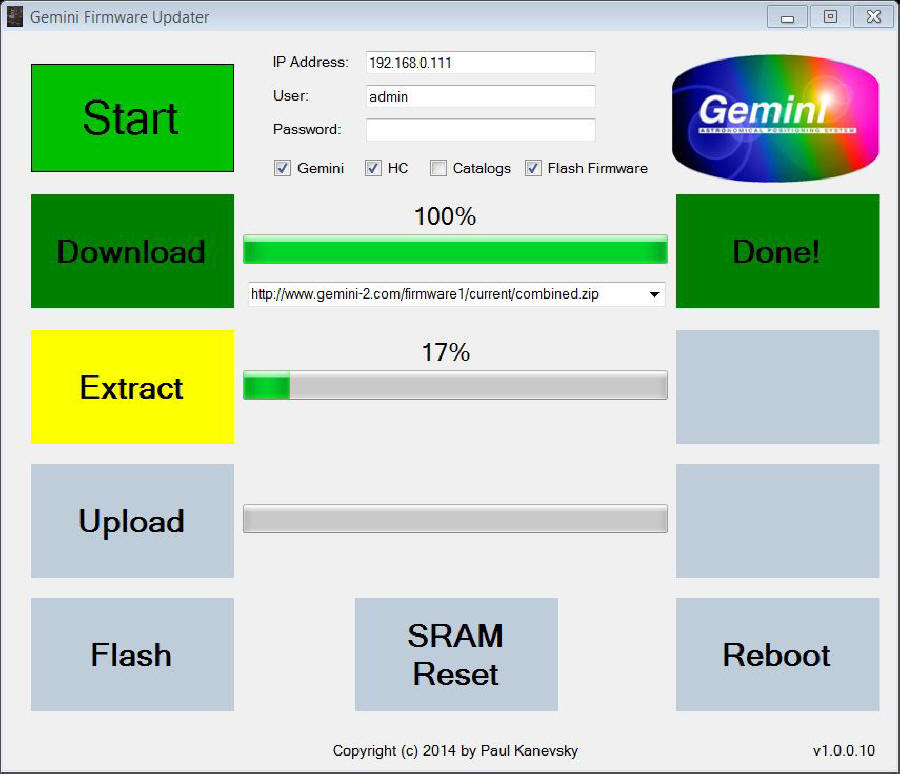 Gemini Firmware Updater
Start
IP Address: 192.168.0.111
User: admin
Password:
Gemini HC Catalogs Flash Firmware
Gemini
ASTRONOMICAL POSITIONING SYSTEM
100%
Download
Done!
http://www.gemini-2.com/firmware1/current/combined.zip
17%
Extract
Upload
Flash
SRAM
Reset
Reboot
Copyright (c) 2014 by Paul Kanevsky
v1.0.0.10